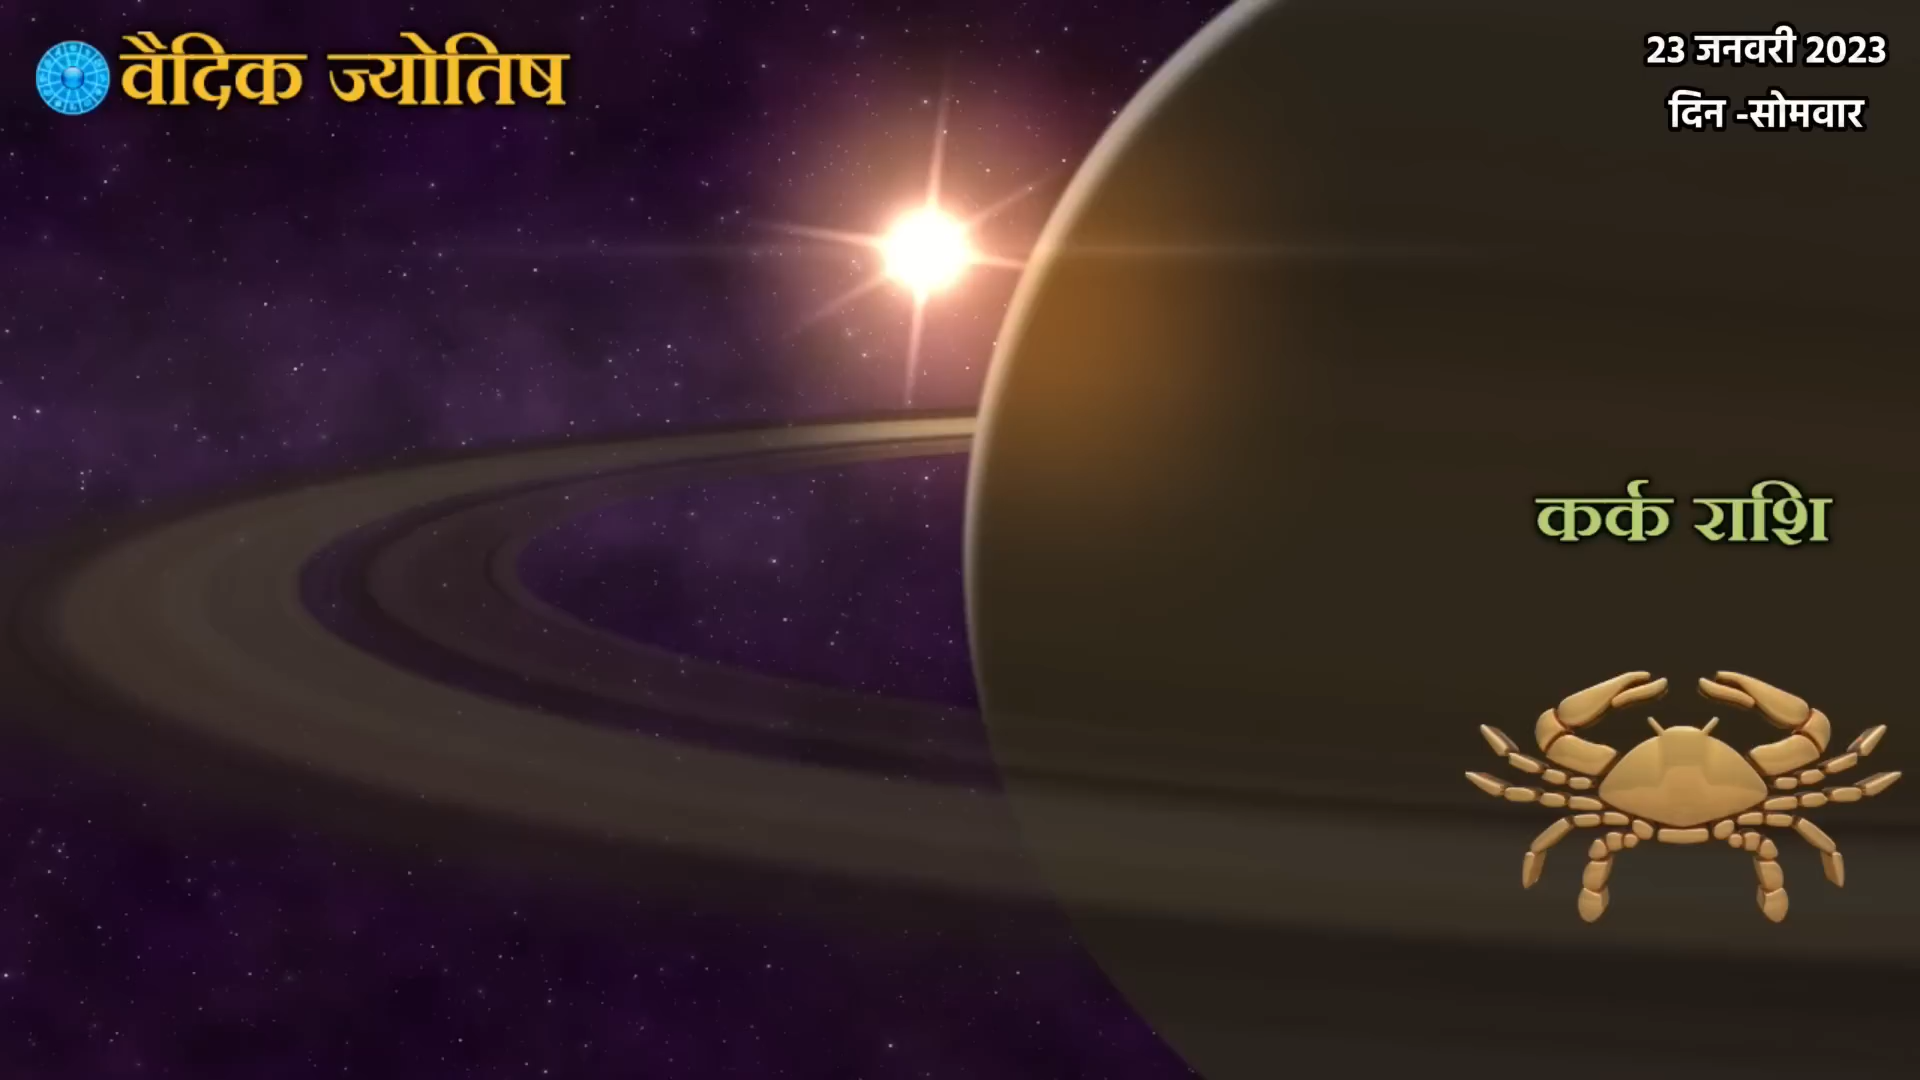 वैदिक ज्योतिष
23 जनवरी 2023
दिन -सोमवार
कर्क राशि